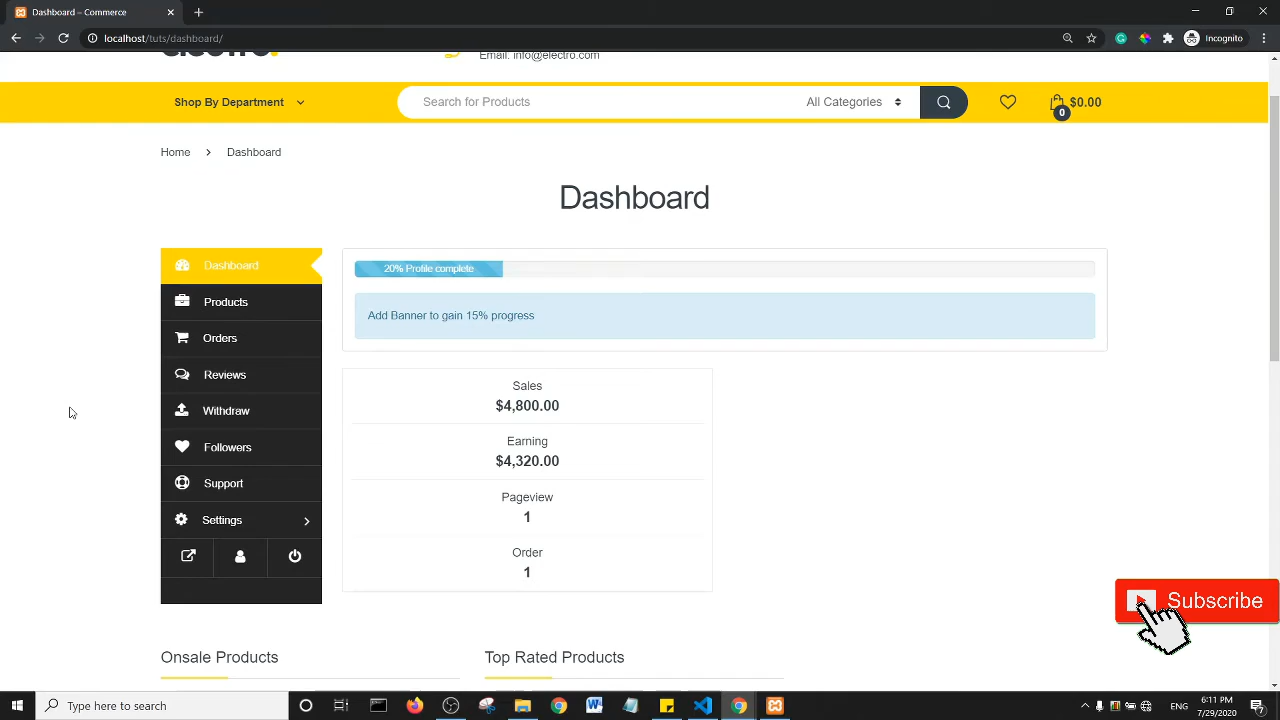 Dashboard – Commerce
localhost/tuts/dashboard/
Incognito
Email: info@electro.com
Shop By Department
Search for Products
All Categories
$0.00
0
Home
Dashboard
Dashboard
Dashboard
Products
Orders
Reviews
Withdraw
Followers
Support
Settings
20% Profile complete
Add Banner to gain 15% progress
Sales
$4,800.00
Earning
$4,320.00
Pageview
1
Order
1
Subscribe
Onsale Products
Top Rated Products
Type here to search
ENG
6:11 PM
7/29/2020